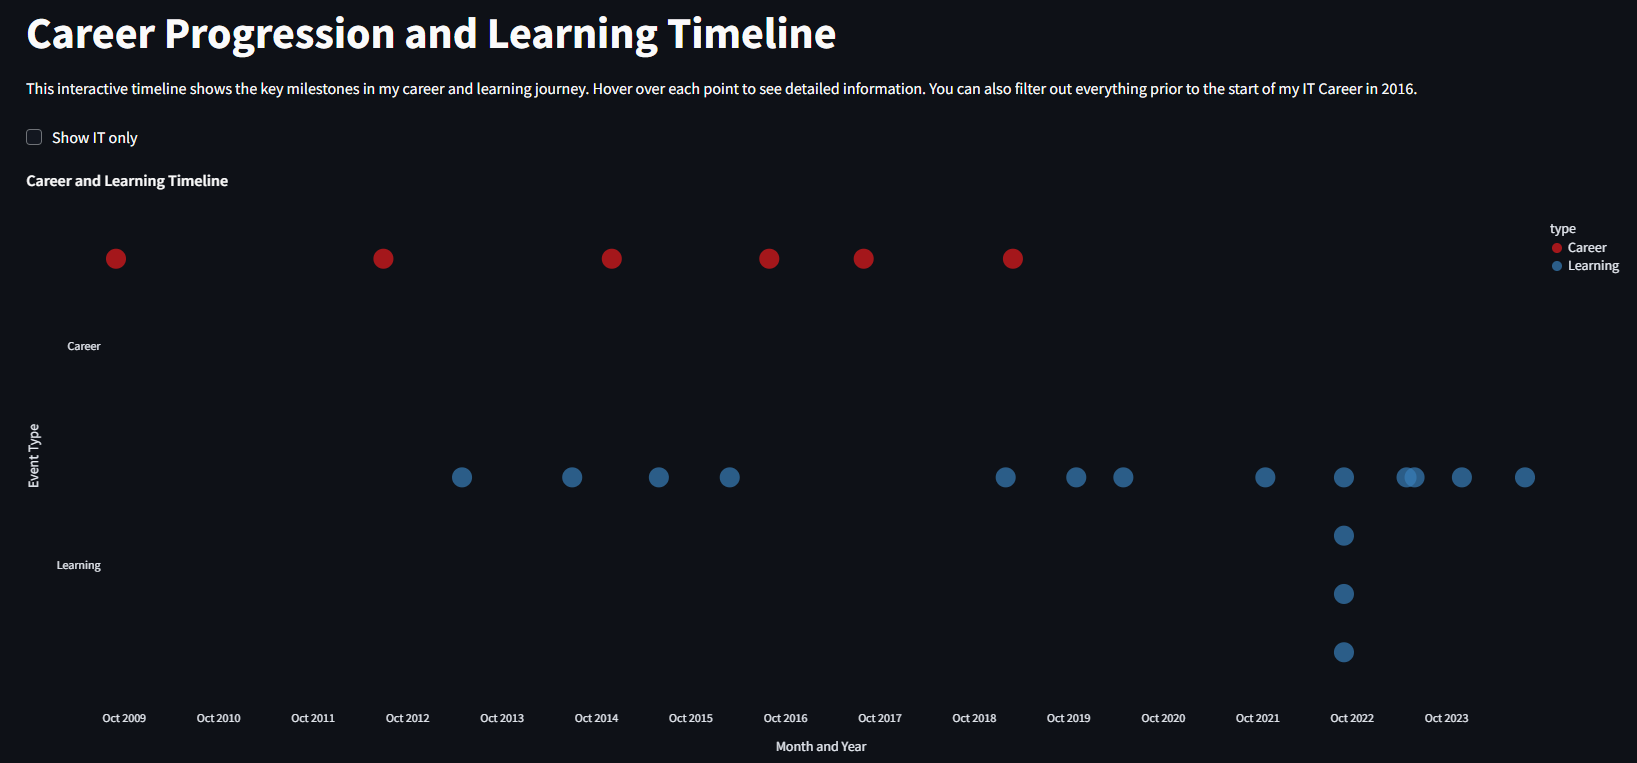 Career Progression and Learning Timeline
This interactive timeline shows the key milestones in my career and learning journey. Hover over each point to see detailed information. You can also filter out everything prior to the start of my IT Career in 2016.
Show IT only
Career and Learning Timeline
type
Career
Learning
Career
Event Type
Learning
Oct 2009 Oct 2010 Oct 2011 Oct 2012 Oct 2013 Oct 2014 Oct 2015 Oct 2016 Oct 2017 Oct 2018 Oct 2019 Oct 2020 Oct 2021 Oct 2022 Oct 2023
Month and Year